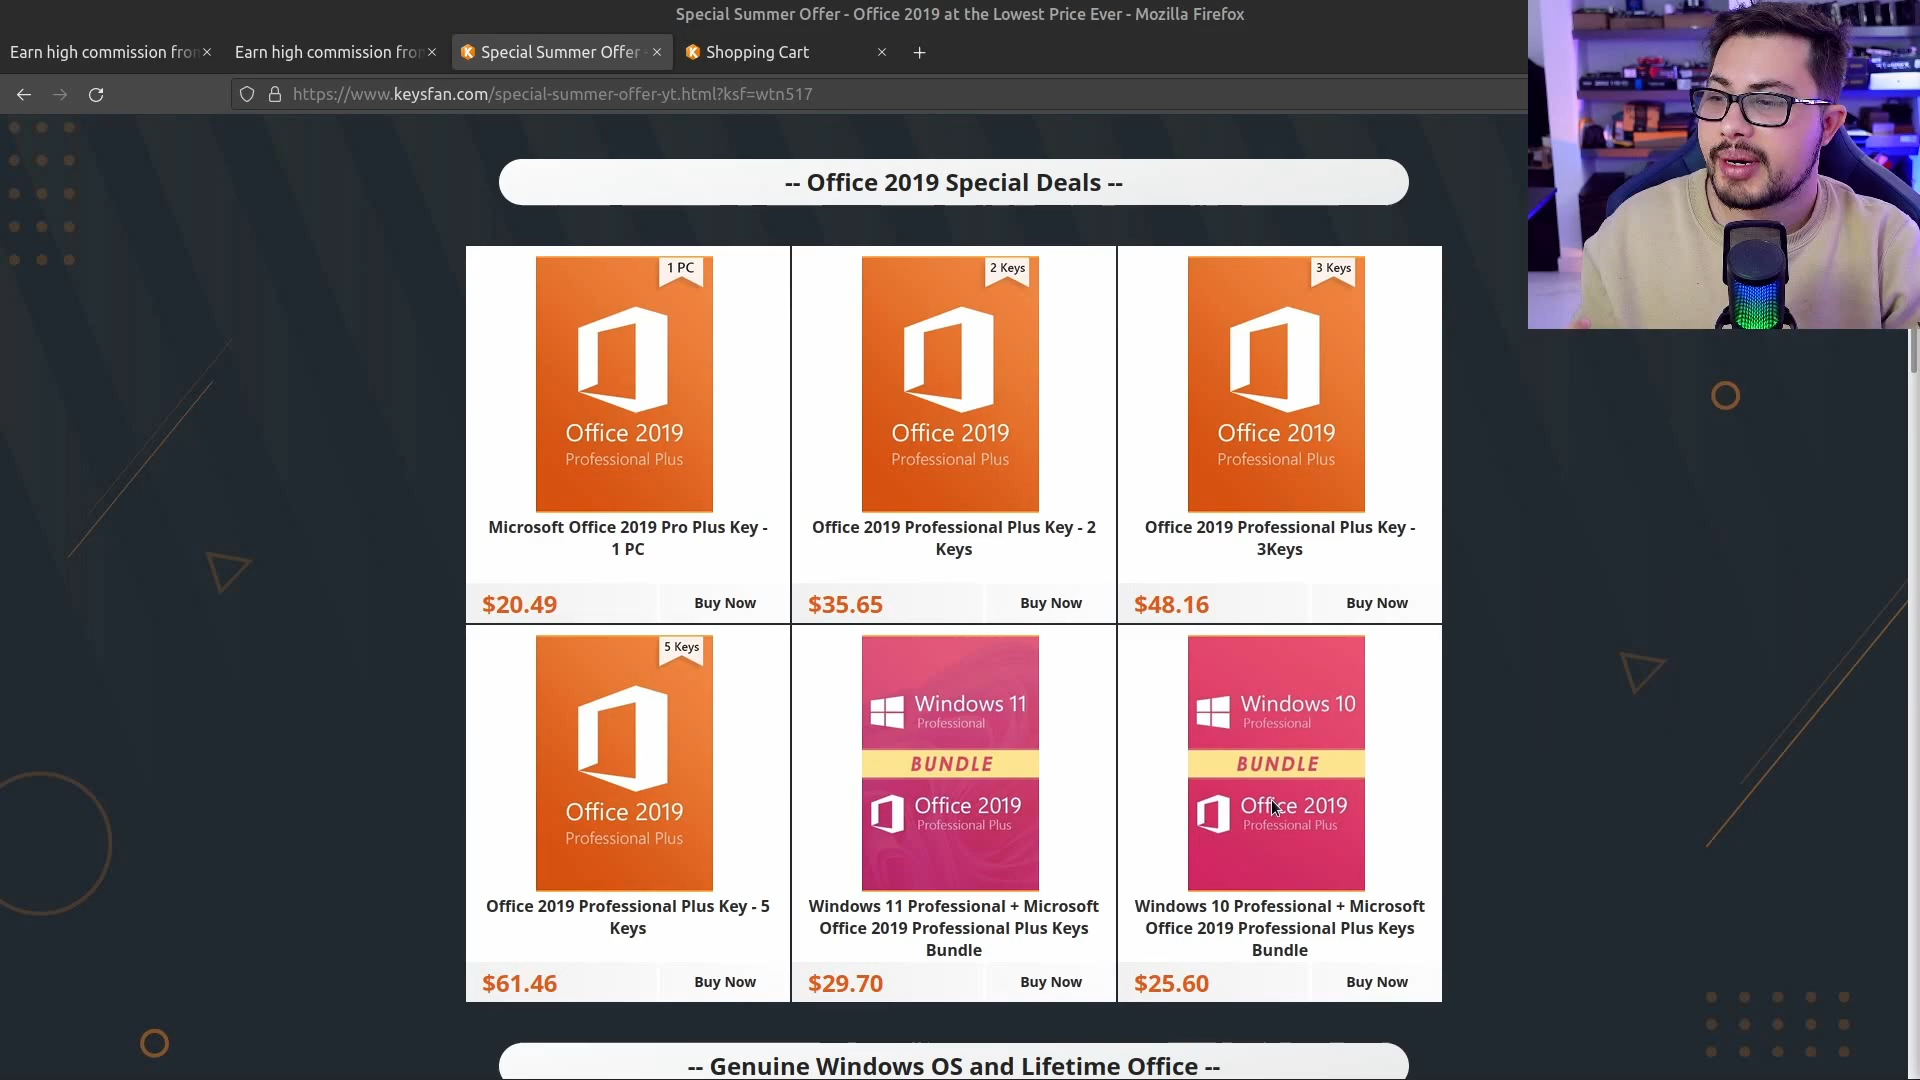 Special Summer Offer - Office 2019 at the Lowest Price Ever - Mozilla Firefox
Earn high commission fro
Earn high commission fro
Special Summer Offer
Shopping Cart
https://www.keysfan.com/special-summer-offer-yt.html?ksf=wtn517
-- Office 2019 Special Deals --
1 PC
Office 2019
Professional Plus
Microsoft Office 2019 Pro Plus Key -
1 PC
$20.49
Buy Now
2 Keys
Office 2019
Professional Plus
Office 2019 Professional Plus Key - 2
Keys
$35.65
Buy Now
3 Keys
Office 2019
Professional Plus
Office 2019 Professional Plus Key -
3Keys
$48.16
Buy Now
5 Keys
Office 2019
Professional Plus
Office 2019 Professional Plus Key - 5
Keys
$61.46
Buy Now
Windows 11
Professional
BUNDLE
Office 2019
Professional Plus
Windows 11 Professional + Microsoft
Office 2019 Professional Plus Keys
Bundle
$29.70
Buy Now
Windows 10
Professional
BUNDLE
Office 2019
Professional Plus
Windows 10 Professional + Microsoft
Office 2019 Professional Plus Keys
Bundle
$25.60
Buy Now
-- Genuine Windows OS and Lifetime Office --